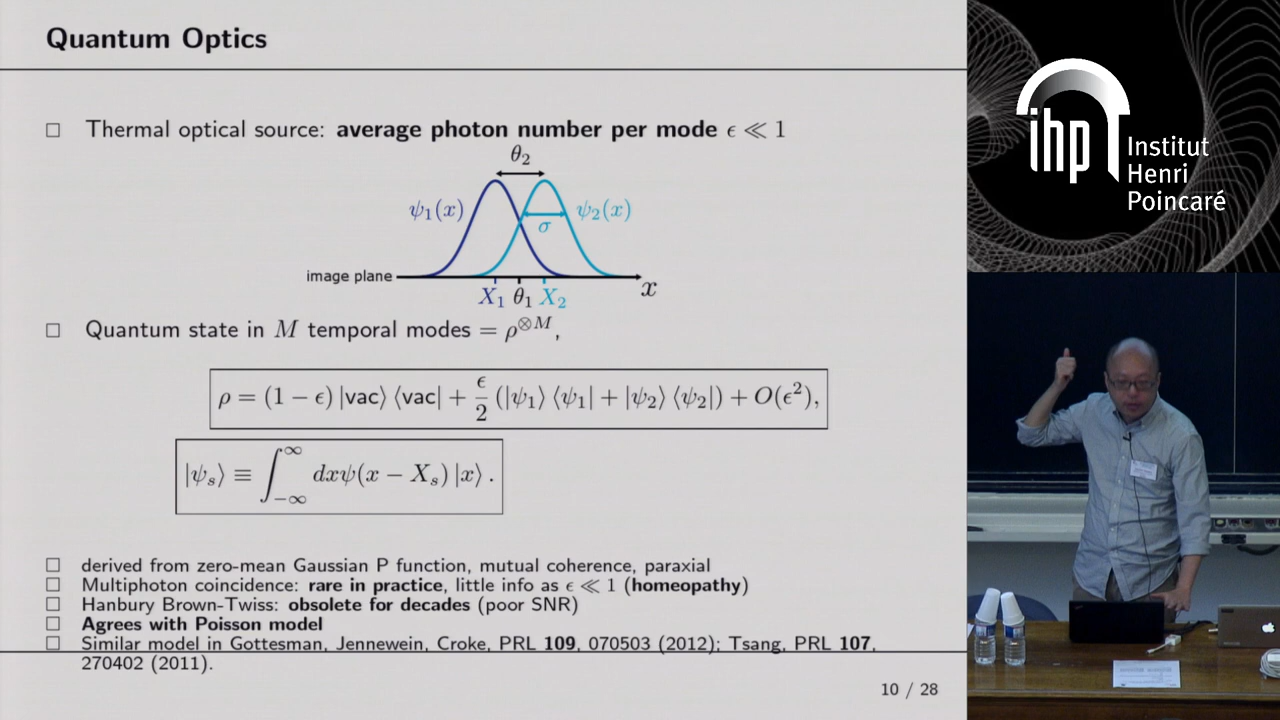 Quantum Optics
□ Thermal optical source: average photon number per mode ϵ ≪ 1
θ₂
ψ₁(x) ψ₂(x)
σ
image plane
X₁ θ₁ X₂ x
□ Quantum state in M temporal modes = ρ^{⊗M},
ρ = (1 − ϵ) |vac⟩ ⟨vac| + ϵ/2 (|ψ₁⟩ ⟨ψ₁| + |ψ₂⟩ ⟨ψ₂|) + O(ϵ²),
|ψₛ⟩ ≡ ∫_{−∞}^{∞} dxψ(x − Xₛ) |x⟩ .
□ derived from zero-mean Gaussian P function, mutual coherence, paraxial
□ Multiphoton coincidence: rare in practice, little info as ϵ ≪ 1 (homeopathy)
□ Hanbury Brown-Twiss: obsolete for decades (poor SNR)
□ Agrees with Poisson model
□ Similar model in Gottesman, Jennewein, Croke, PRL 109, 070503 (2012); Tsang, PRL 107,
270402 (2011).
10 / 28
ihp
Institut
Henri
Poincaré